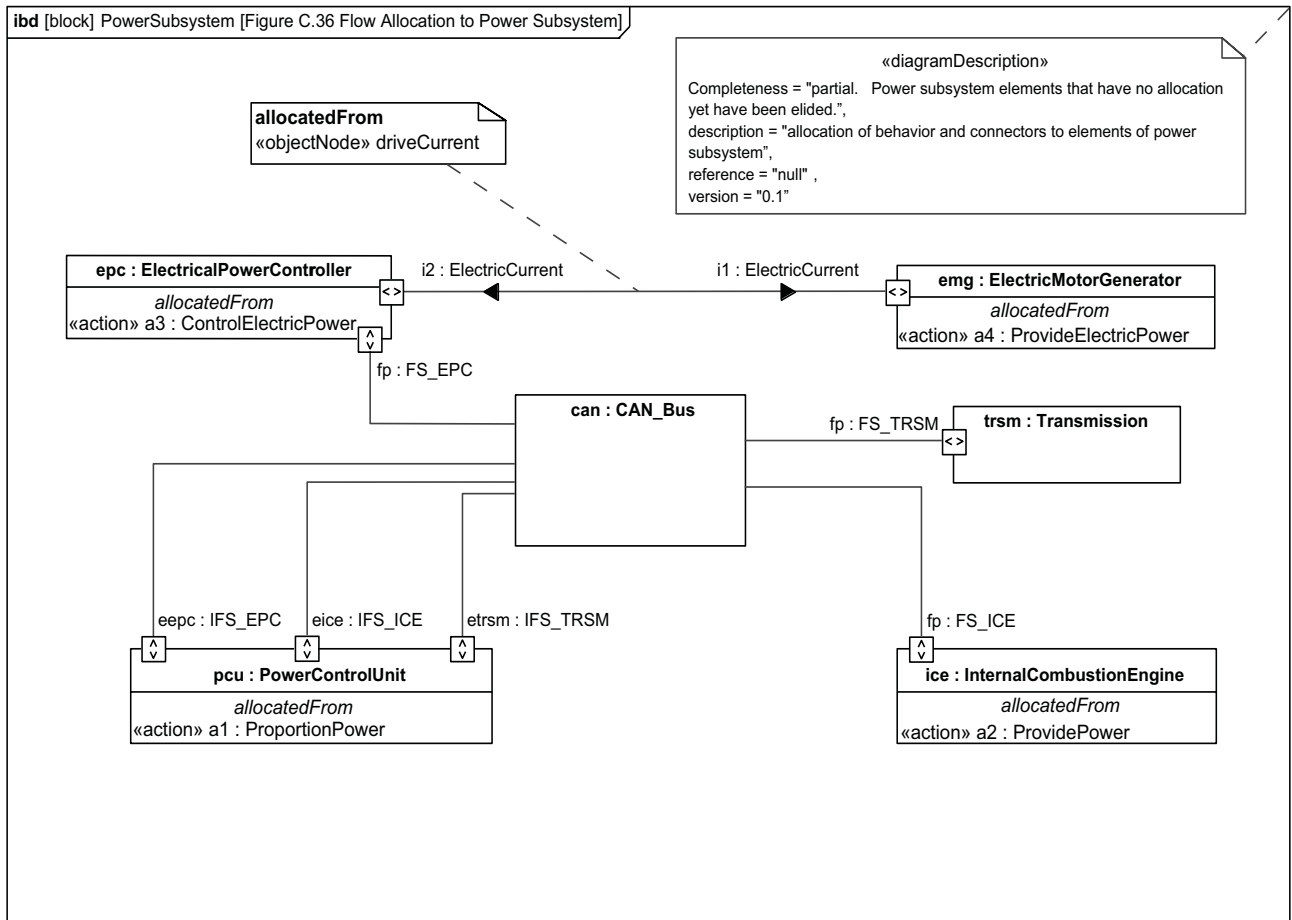 ibd [block] PowerSubsystem [Figure C.36 Flow Allocation to Power Subsystem]
«diagramDescription»
Completeness = "partial. Power subsystem elements that have no allocation
yet have been elided.",
description = "allocation of behavior and connectors to elements of power
subsystem",
reference = "null" ,
version = "0.1"
allocatedFrom
«objectNode» driveCurrent
epc : ElectricalPowerController
allocatedFrom
«action» a3 : ControlElectricPower
i2 : ElectricCurrent
i1 : ElectricCurrent
emg : ElectricMotorGenerator
allocatedFrom
«action» a4 : ProvideElectricPower
fp : FS_EPC
can : CAN_Bus
fp : FS_TRSM
trsm : Transmission
eepc : IFS_EPC
eice : IFS_ICE
etrsm : IFS_TRSM
fp : FS_ICE
pcu : PowerControlUnit
allocatedFrom
«action» a1 : ProportionPower
ice : InternalCombustionEngine
allocatedFrom
«action» a2 : ProvidePower